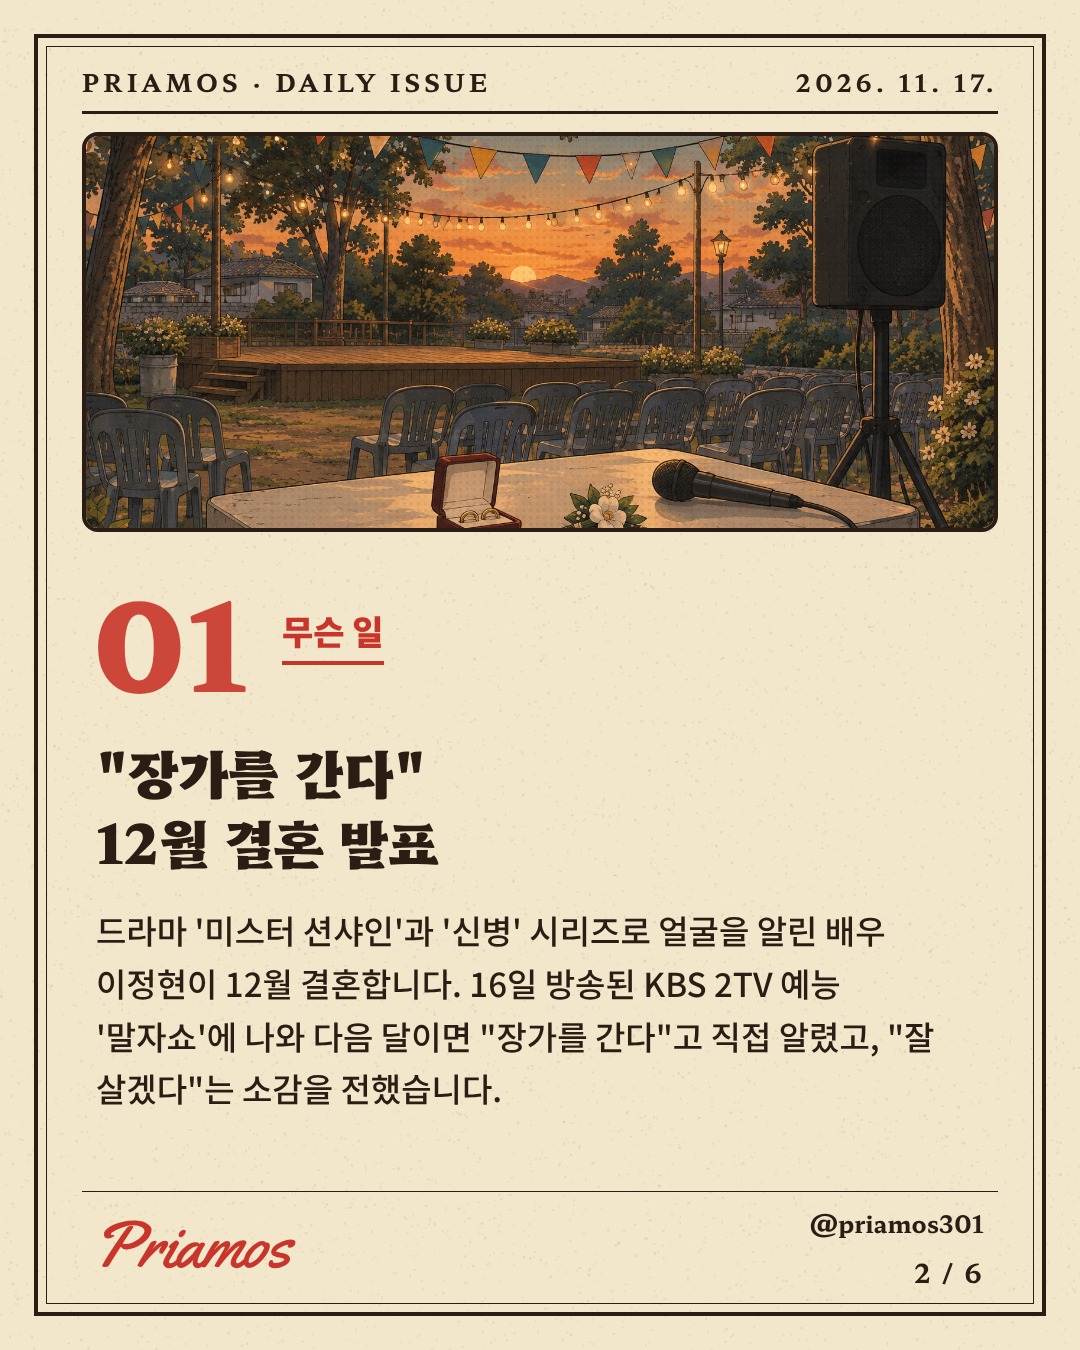 PRIAMOS · DAILY ISSUE
2026. 11. 17.
01
무슨 일
"장가를 간다"
12월 결혼 발표
드라마 '미스터 션샤인'과 '신병' 시리즈로 얼굴을 알린 배우
이정현이 12월 결혼합니다. 16일 방송된 KBS 2TV 예능
'말자쇼'에 나와 다음 달이면 "장가를 간다"고 직접 알렸고, "잘
살겠다"는 소감을 전했습니다.
Priamos
@priamos301
2 / 6